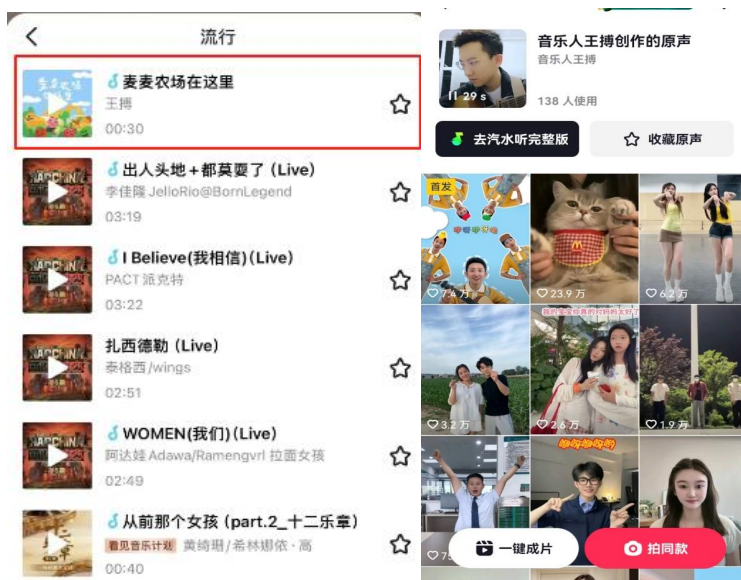 流行
麦麦农场在这里
王搏
00:30
出人头地+都莫耍了 (Live)
李佳隆 JelloRio@BornLegend
03:19
I Believe(我相信)(Live)
PACT派克特
03:22
扎西德勒 (Live)
泰格西/wings
02:51
WOMEN(我们)(Live)
阿达娃 Adawa/Ramengvrl 拉面女孩
02:49
从前那个女孩 (part.2_十二乐章)
看见音乐计划 黄绮珊/希林娜依·高
00:40
音乐人王搏创作的原声
音乐人王搏
29 s
138 人使用
去汽水听完整版
收藏原声
首发
7.4 万
23.9 万
6.2 万
3.2 万
2.6 万
1.9 万
一键成片
拍同款